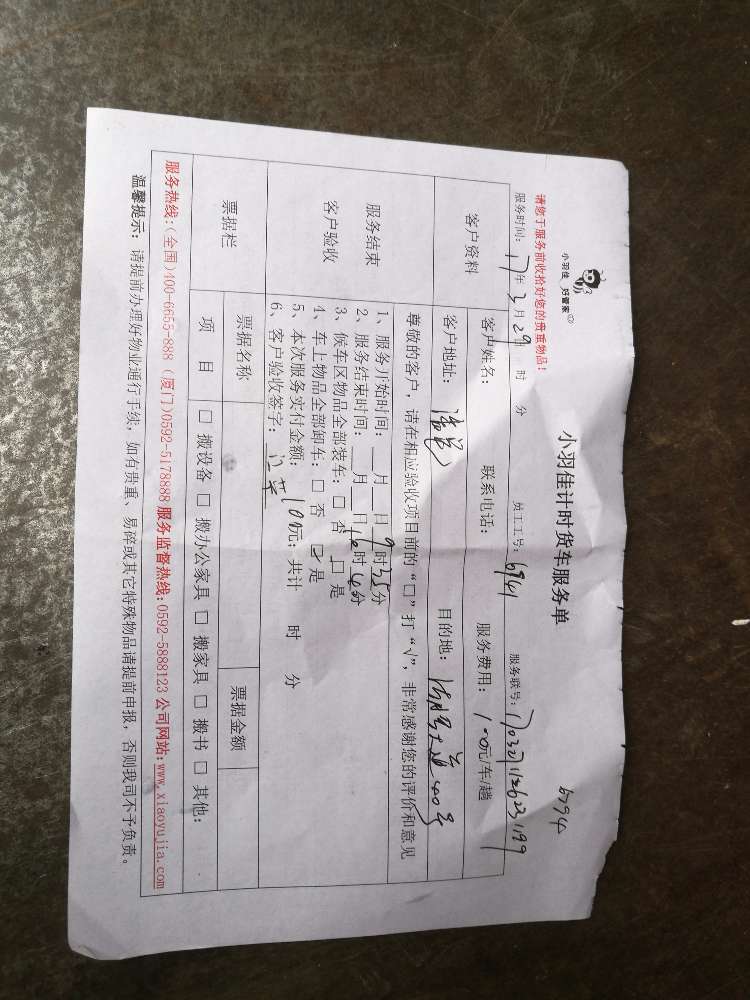 小羽佳 好管家
小羽佳计时货车服务单
6794
请您于服务前收拾好您的贵重物品!
服务时间: 17年 3月 29日 时 分 员工工号: 6941 服务联号:
客户资料 客户姓名: 联系电话: 服务费用: 100元/车/趟
客户地址: 目的地:
服务结束
客户验收
尊敬的客户,请在相应验收项目前的“□”打“√”,非常感谢您的评价和意见
1、服务开始时间: 月 日 9时35分
2、服务结束时间: 月 日 时 分
3、候车区物品全部装车:□ 否 □ 是
4、车上物品全部卸车:□ 否 ☑ 是
5、本次服务实付金额: 100元;共计 时 分
6、客户验收签字:
票据栏 票据名称 票据金额
项 目 □ 搬设备 □ 搬办公家具 □ 搬家具 □ 搬书 □ 其他:
服务热线:(全国)400-6655-888 (厦门)0592-5178888 服务监督热线:0592-5888123 公司网站:www.xiaoyujia.com
温馨提示: 请提前办理好物业通行手续,如有贵重、易碎或其它特殊物品请提前申报,否则我司不予负责。